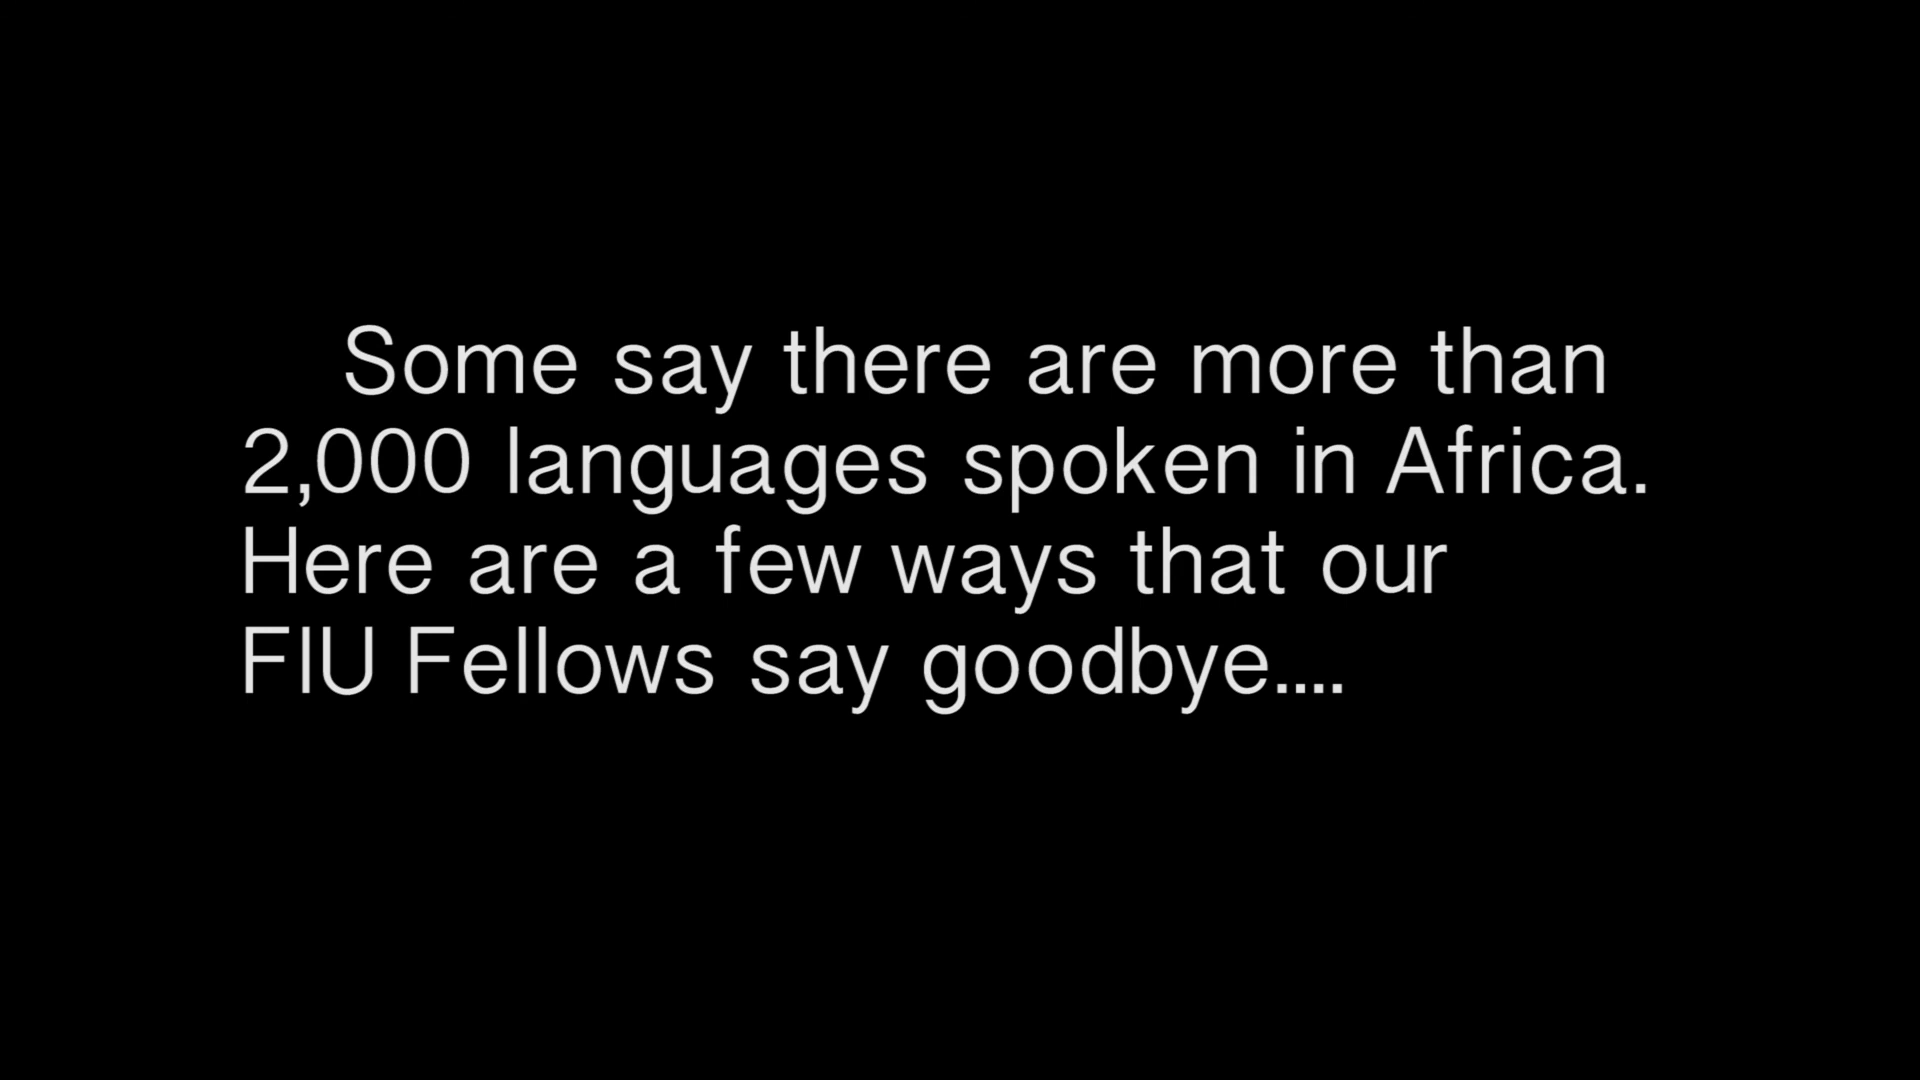 Some say there are more than
2,000 languages spoken in Africa.
Here are a few ways that our
FIU Fellows say goodbye....